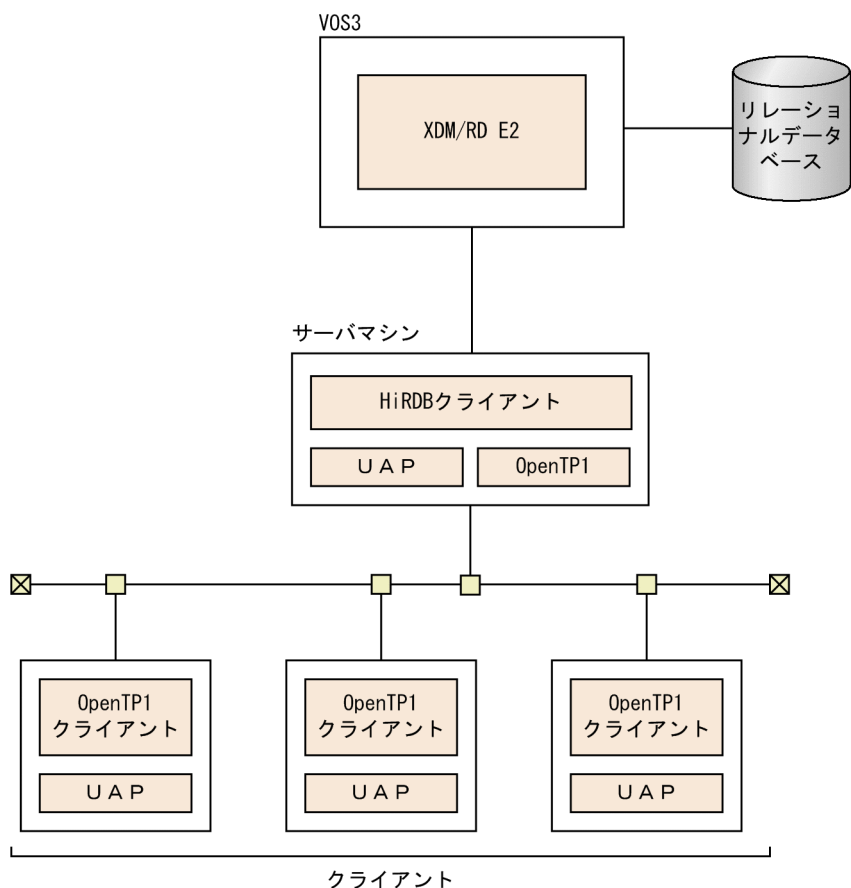 VOS3
XDM/RD E2
リレーショ
ナルデータ
ベース
サーバマシン
HiRDBクライアント
ＵＡＰ
OpenTP1
OpenTP1
クライアント
ＵＡＰ
OpenTP1
クライアント
ＵＡＰ
OpenTP1
クライアント
ＵＡＰ
クライアント